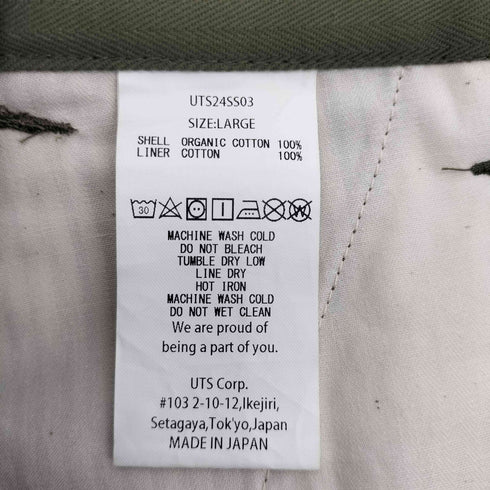 UTS24SS03
SIZE:LARGE
SHELL ORGANIC COTTON 100%
LINER COTTON 100%
30
W
MACHINE WASH COLD
DO NOT BLEACH
TUMBLE DRY LOW
LINE DRY
HOT IRON
MACHINE WASH COLD
DO NOT WET CLEAN
We are proud of
being a part of you.
UTS Corp.
#103 2-10-12,Ikejiri,
Setagaya,Tok'yo,Japan
MADE IN JAPAN